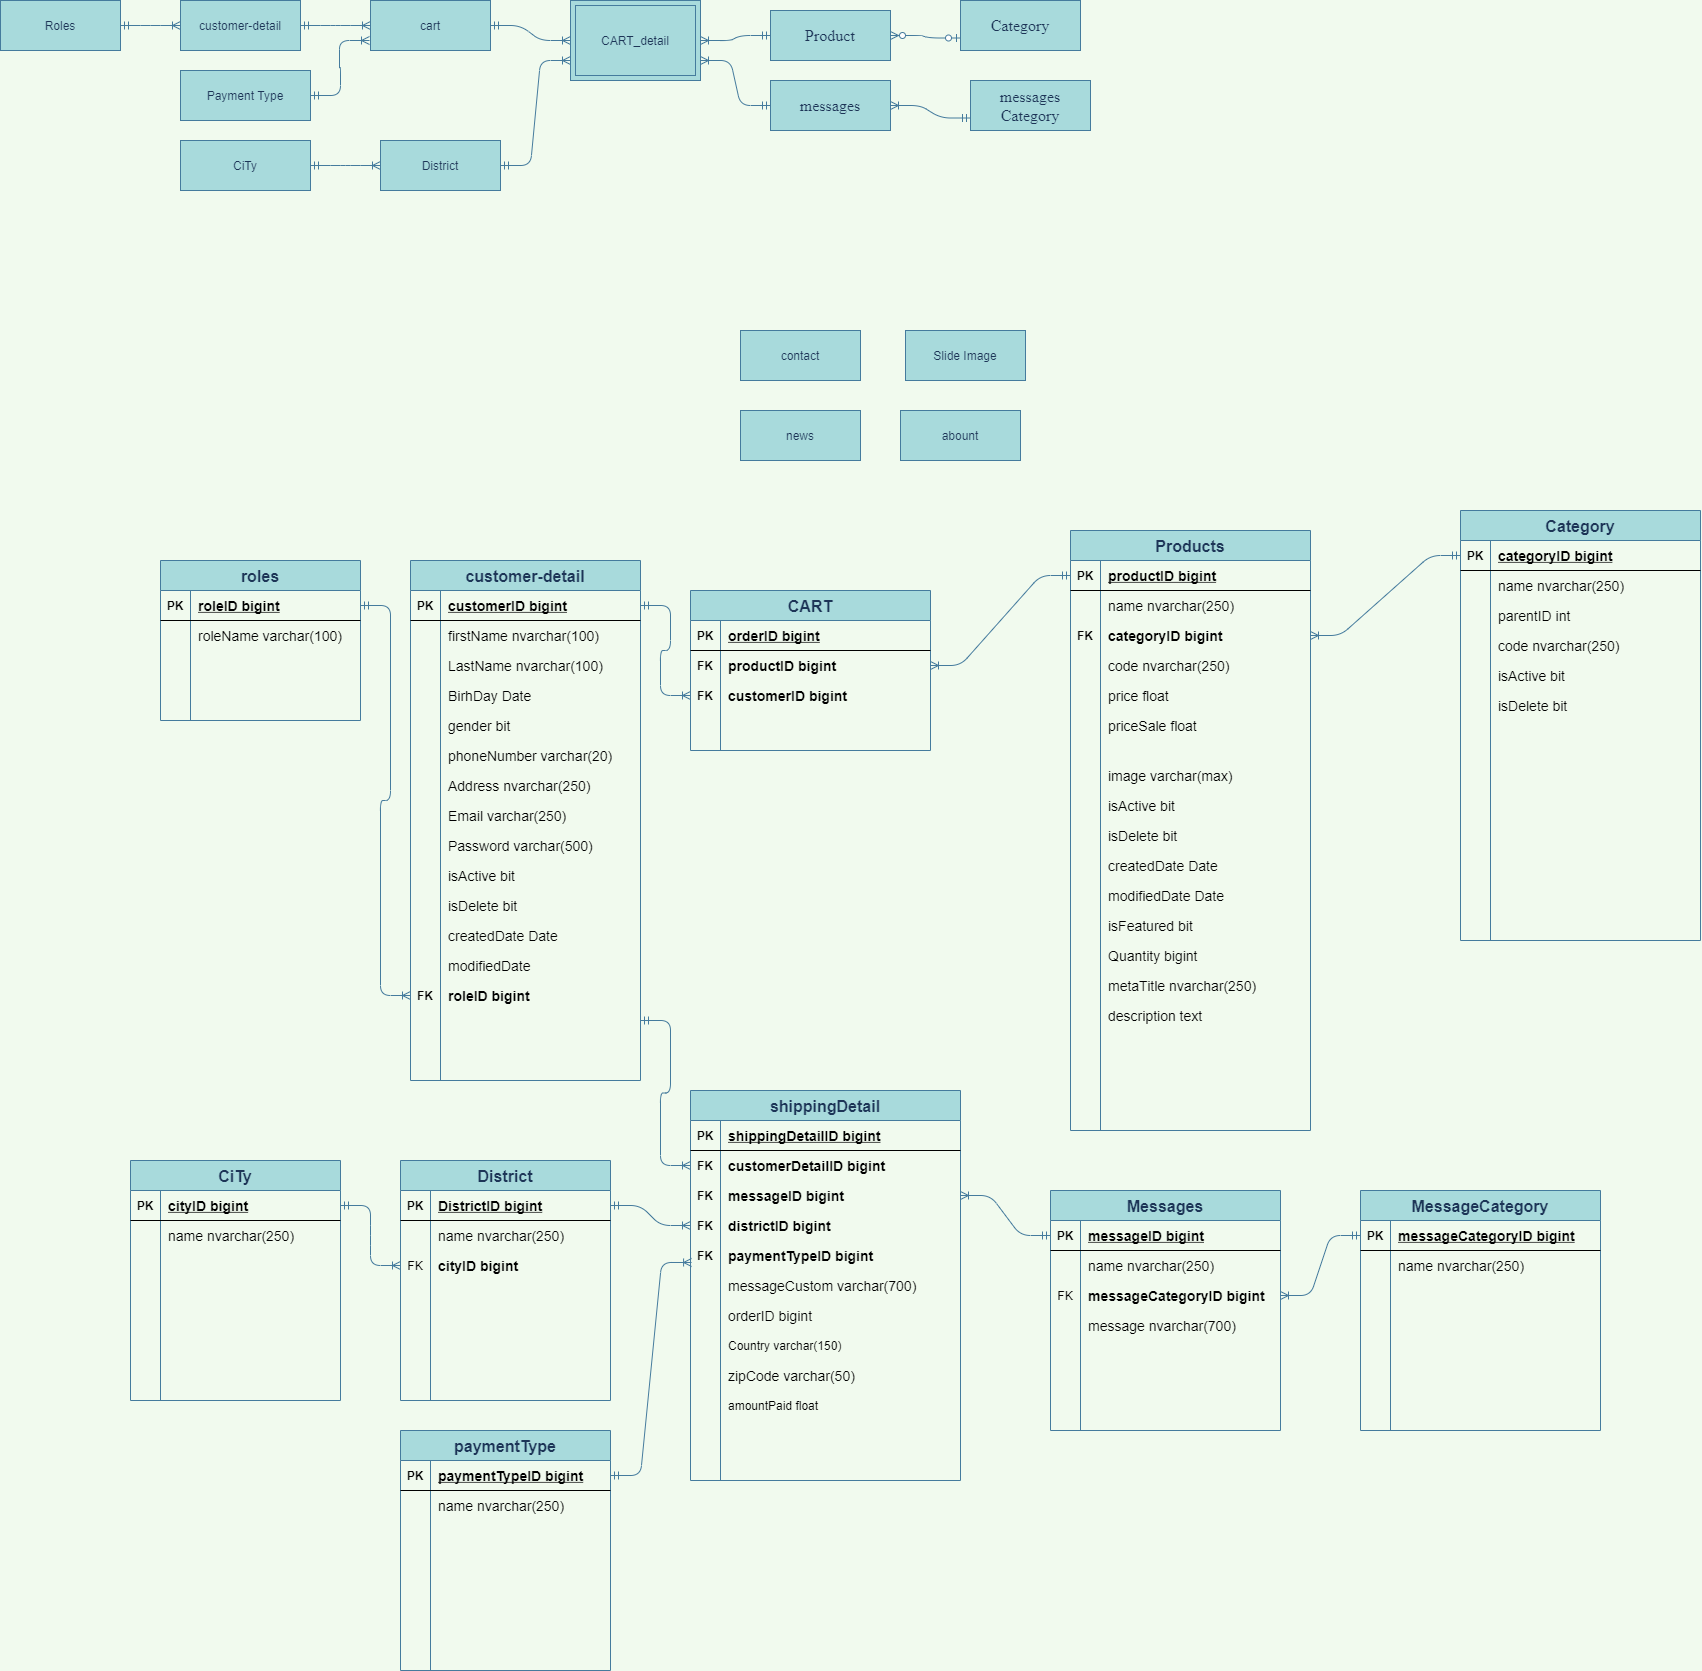 Roles
customer-detail
cart
CART_detail
Product
Category
Payment Type
messages
messages
Category
CiTy
District
contact
Slide Image
news
abount
roles
PK roleID bigint
roleName varchar(100)
customer-detail
PK customerID bigint
firstName nvarchar(100)
LastName nvarchar(100)
BirhDay Date
gender bit
phoneNumber varchar(20)
Address nvarchar(250)
Email varchar(250)
Password varchar(500)
isActive bit
isDelete bit
createdDate Date
modifiedDate
FK roleID bigint
CART
PK orderID bigint
FK productID bigint
FK customerID bigint
Products
PK productID bigint
name nvarchar(250)
FK categoryID bigint
code nvarchar(250)
price float
priceSale float
image varchar(max)
isActive bit
isDelete bit
createdDate Date
modifiedDate Date
isFeatured bit
Quantity bigint
metaTitle nvarchar(250)
description text
Category
PK categoryID bigint
name nvarchar(250)
parentID int
code nvarchar(250)
isActive bit
isDelete bit
CiTy
PK cityID bigint
name nvarchar(250)
District
PK DistrictID bigint
name nvarchar(250)
FK cityID bigint
shippingDetail
PK shippingDetailID bigint
FK customerDetailID bigint
FK messageID bigint
FK districtID bigint
FK paymentTypeID bigint
messageCustom varchar(700)
orderID bigint
Country varchar(150)
zipCode varchar(50)
amountPaid float
Messages
PK messageID bigint
name nvarchar(250)
FK messageCategoryID bigint
message nvarchar(700)
MessageCategory
PK messageCategoryID bigint
name nvarchar(250)
paymentType
PK paymentTypeID bigint
name nvarchar(250)